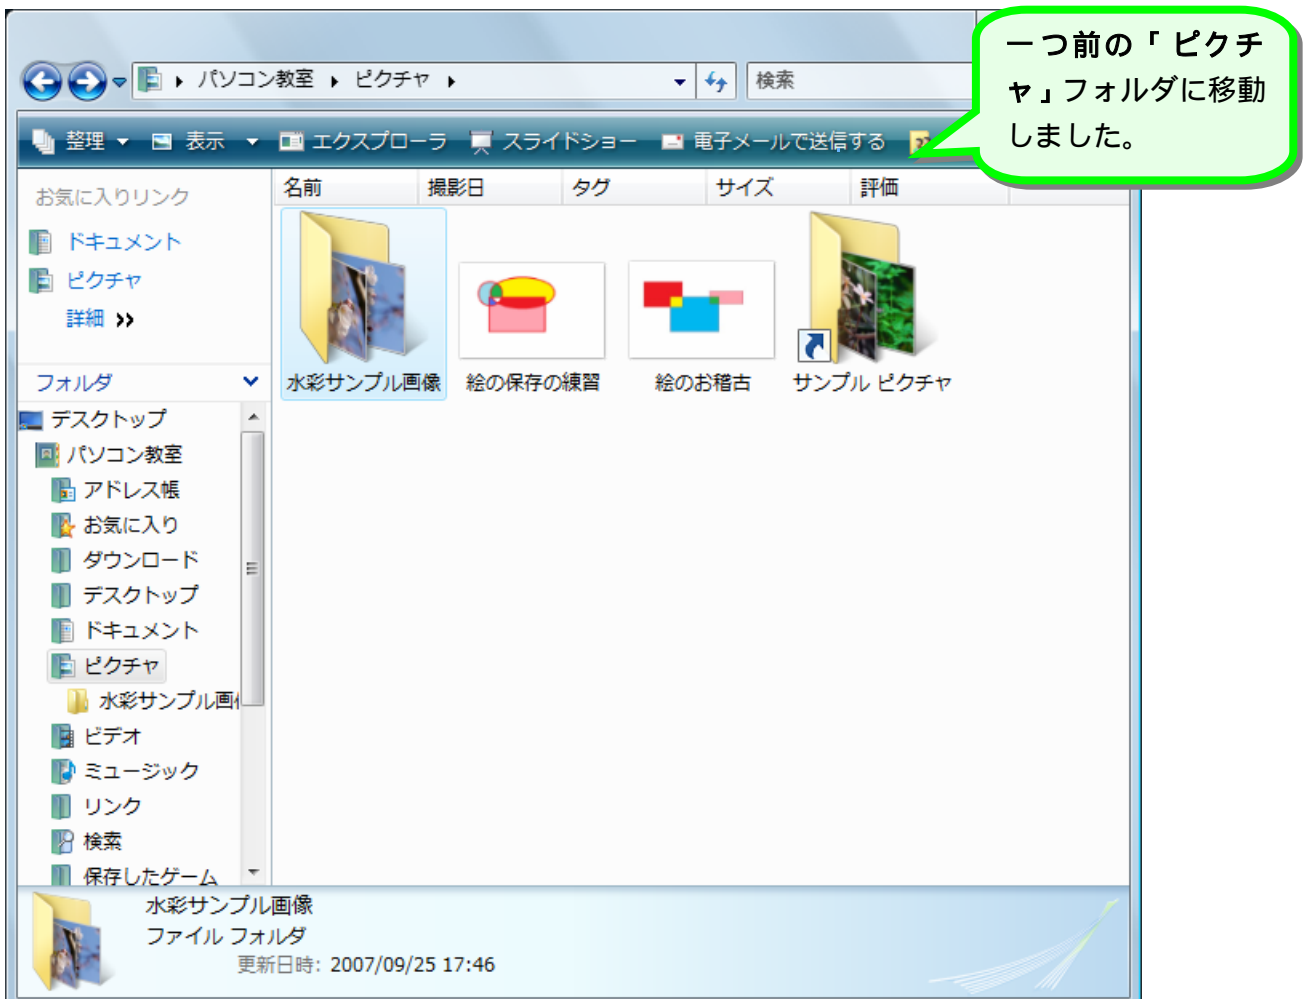 一つ前の「ピクチ
ャ」フォルダに移動
しました。
パソコン教室 ピクチャ
検索
整理 表示 エクスプローラ スライドショー 電子メールで送信する
お気に入りリンク
ドキュメント
ピクチャ
詳細 »
名前 撮影日 タグ サイズ 評価
水彩サンプル画像 絵の保存の練習 絵のお稽古 サンプル ピクチャ
フォルダ
デスクトップ
パソコン教室
アドレス帳
お気に入り
ダウンロード
デスクトップ
ドキュメント
ピクチャ
水彩サンプル画
ビデオ
ミュージック
リンク
検索
保存したゲーム
水彩サンプル画像
ファイル フォルダ
更新日時: 2007/09/25 17:46